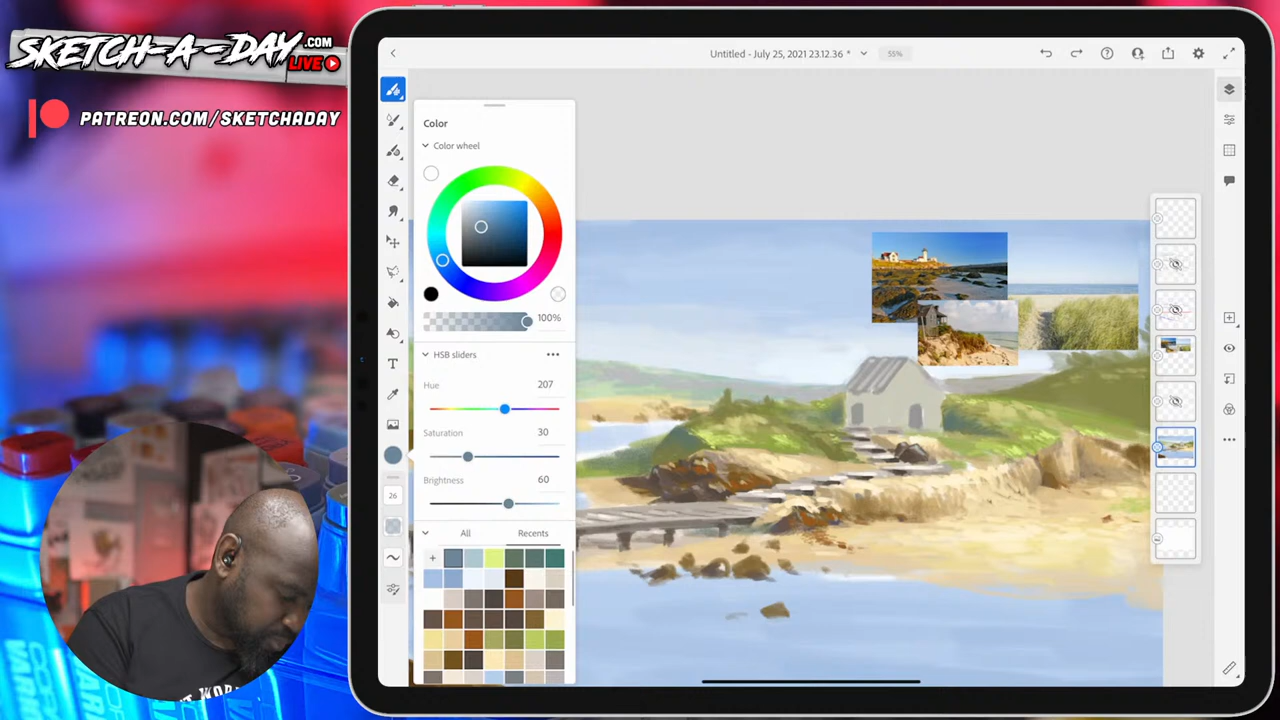 SKETCH-A-DAY.COM
LIVE
PATREON.COM/SKETCHADAY
Untitled - July 25, 2021 23.12.36 *
55%
Color
Color wheel
100%
HSB sliders
Hue
207
Saturation
30
Brightness
60
All
Recents
T
26